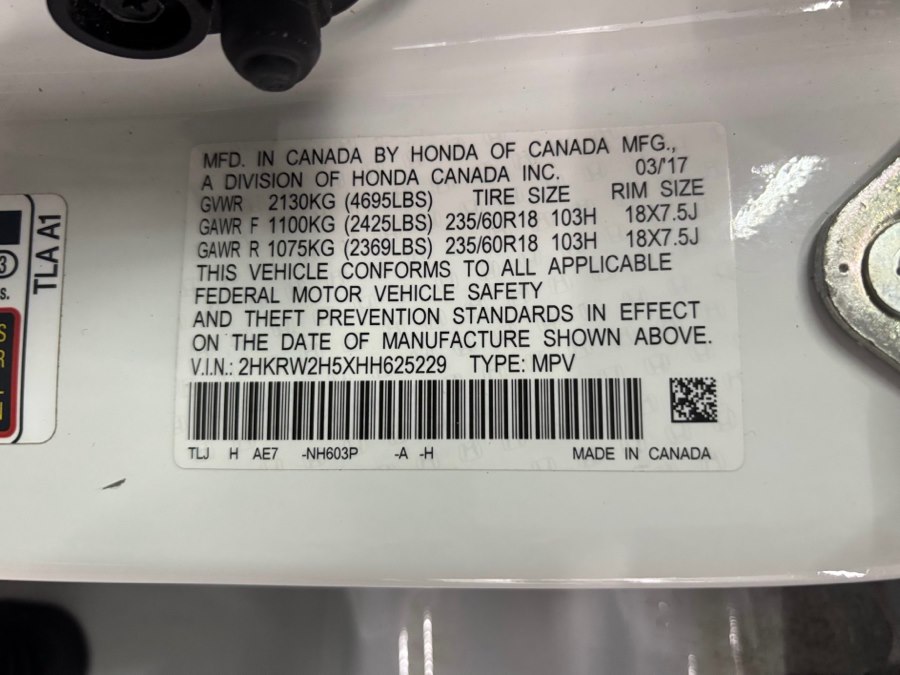 MFD. IN CANADA BY HONDA OF CANADA MFG.,
A DIVISION OF HONDA CANADA INC. 03/'17
GVWR 2130KG (4695LBS) TIRE SIZE RIM SIZE
GAWR F 1100KG (2425LBS) 235/60R18 103H 18X7.5J
GAWR R 1075KG (2369LBS) 235/60R18 103H 18X7.5J
THIS VEHICLE CONFORMS TO ALL APPLICABLE
FEDERAL MOTOR VEHICLE SAFETY
AND THEFT PREVENTION STANDARDS IN EFFECT
ON THE DATE OF MANUFACTURE SHOWN ABOVE.
V.I.N.: 2HKRW2H5XHH625229 TYPE: MPV
TLJ H AE7 -NH603P -A -H MADE IN CANADA
TLA A1